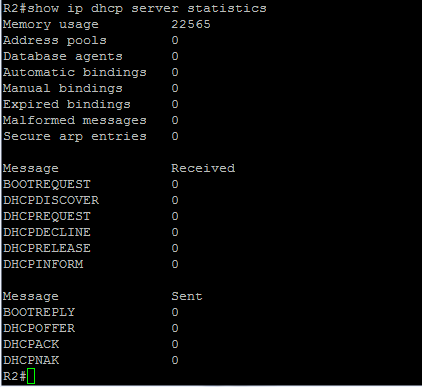 R2#show ip dhcp server statistics
Memory usage 22565
Address pools 0
Database agents 0
Automatic bindings 0
Manual bindings 0
Expired bindings 0
Malformed messages 0
Secure arp entries 0
Message Received
BOOTREQUEST 0
DHCPDISCOVER 0
DHCPREQUEST 0
DHCPDECLINE 0
DHCPRELEASE 0
DHCPINFORM 0
Message Sent
BOOTREPLY 0
DHCPOFFER 0
DHCPACK 0
DHCPNAK 0
R2#